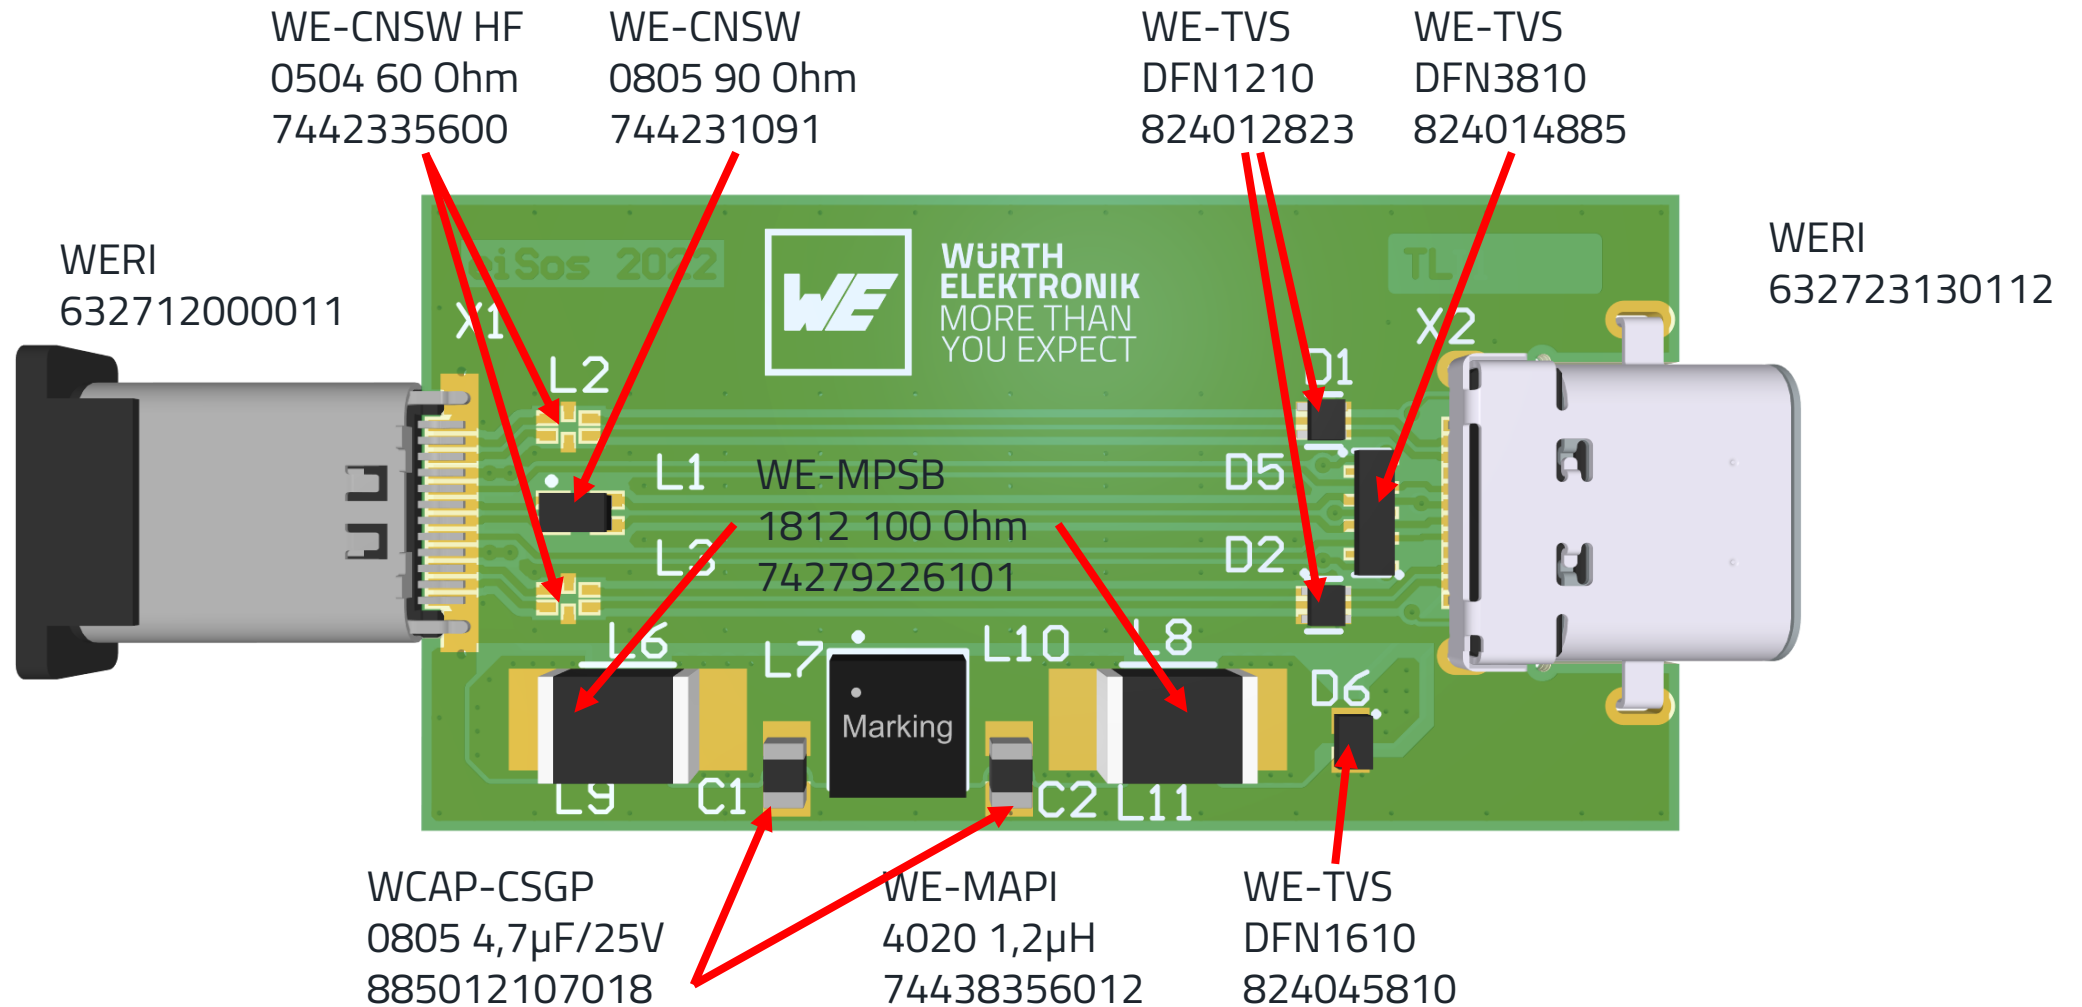 WE-CNSW HF
0504 60 Ohm
7442335600
WE-CNSW
0805 90 Ohm
744231091
WE-TVS
DFN1210
824012823
WE-TVS
DFN3810
824014885
WERI
632712000011
WERI
632723130112
eiSos 2022
WE
WÜRTH
ELEKTRONIK
MORE THAN
YOU EXPECT
TL
X1
X2
L2
D1
L1
D5
WE-MPSB
1812 100 Ohm
74279226101
L3
D2
L6
L7
L10
L8
D6
Marking
L9
C1
C2
L11
WCAP-CSGP
0805 4,7µF/25V
885012107018
WE-MAPI
4020 1,2µH
74438356012
WE-TVS
DFN1610
824045810